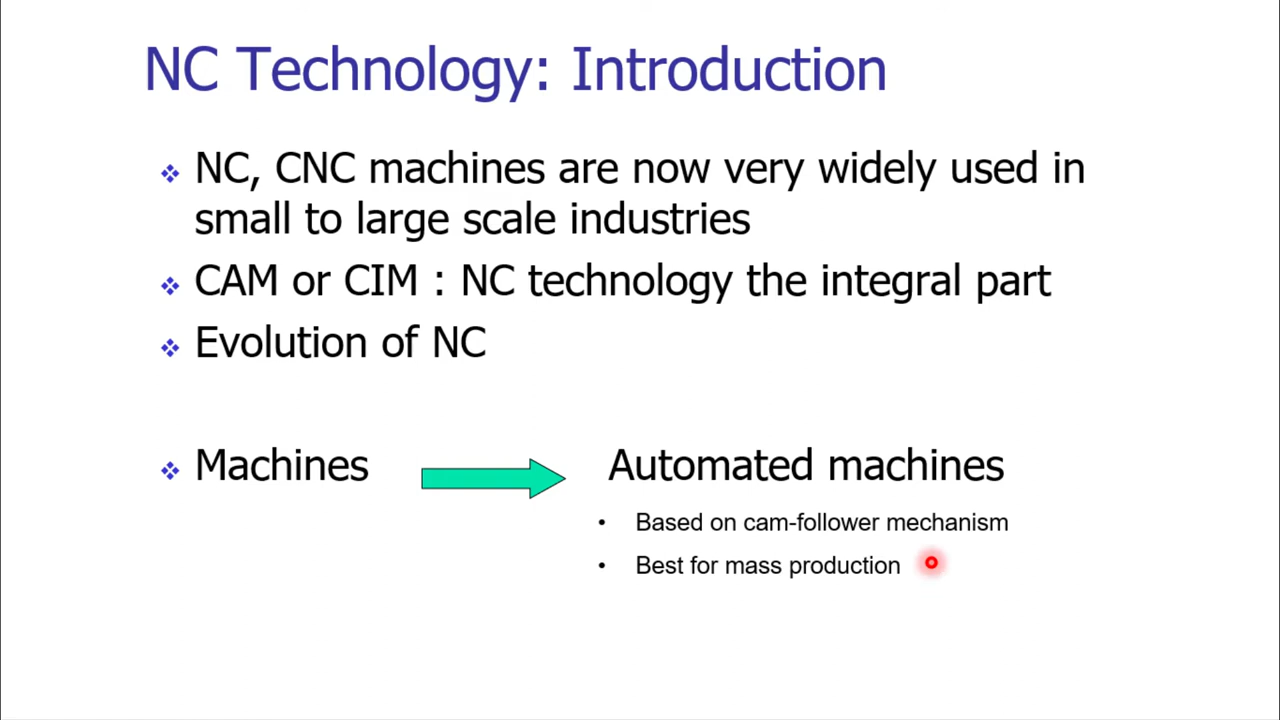 NC Technology: Introduction
NC, CNC machines are now very widely used in
small to large scale industries
CAM or CIM : NC technology the integral part
Evolution of NC
Machines
Automated machines
Based on cam-follower mechanism
Best for mass production